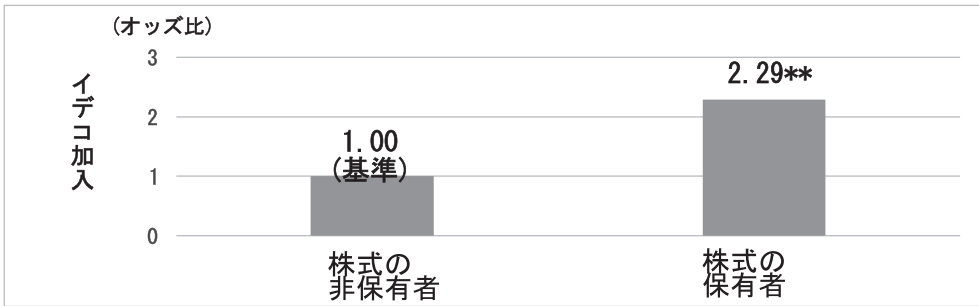 (オッズ比)
イデコ加入
3
2
1
0
1.00
(基準)
2.29**
株式の
非保有者
株式の
保有者